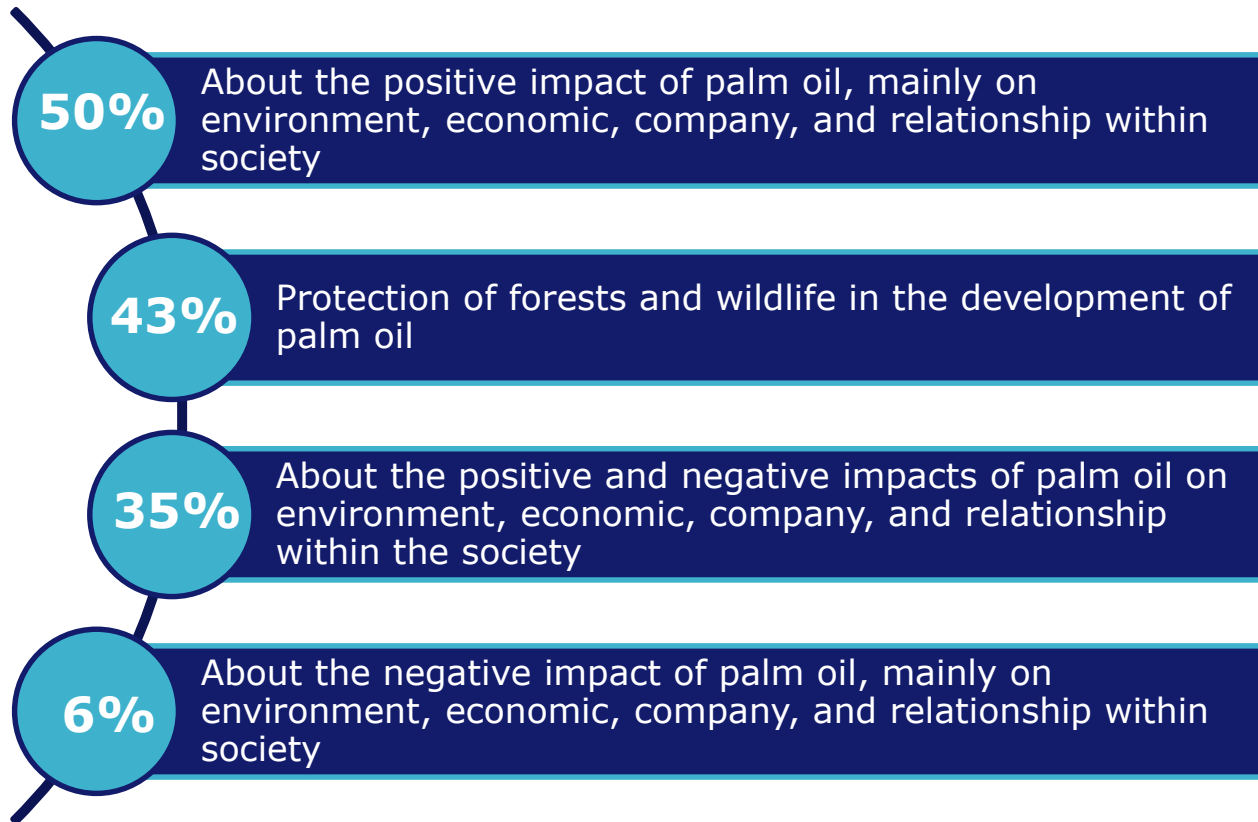 50%
About the positive impact of palm oil, mainly on
environment, economic, company, and relationship within
society
43%
Protection of forests and wildlife in the development of
palm oil
35%
About the positive and negative impacts of palm oil on
environment, economic, company, and relationship
within the society
6%
About the negative impact of palm oil, mainly on
environment, economic, company, and relationship within
society